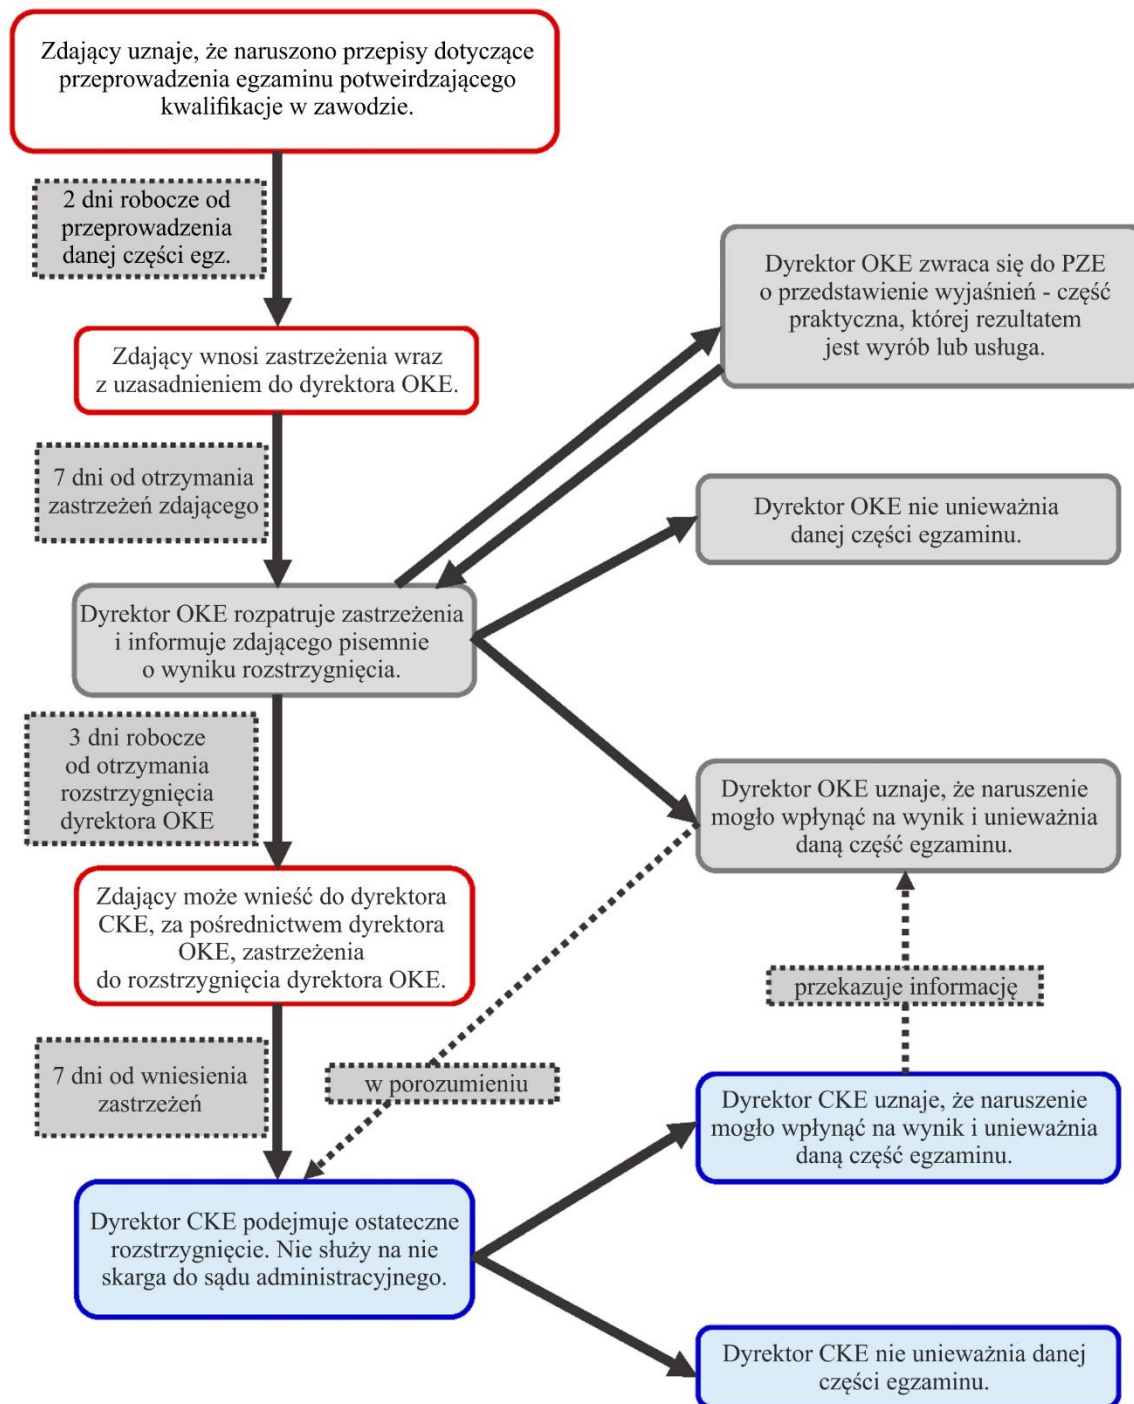 Zdający uznaje, że naruszono przepisy dotyczące
przeprowadzenia egzaminu potweirdzającego
kwalifikacje w zawodzie.
2 dni robocze od
przeprowadzenia
danej części egz.
Dyrektor OKE zwraca się do PZE
o przedstawienie wyjaśnień - część
praktyczna, której rezultatem
jest wyrób lub usługa.
Zdający wnosi zastrzeżenia wraz
z uzasadnieniem do dyrektora OKE.
7 dni od otrzymania
zastrzeżeń zdającego
Dyrektor OKE nie unieważnia
danej części egzaminu.
Dyrektor OKE rozpatruje zastrzeżenia
i informuje zdającego pisemnie
o wyniku rozstrzygnięcia.
3 dni robocze
od otrzymania
rozstrzygnięcia
dyrektora OKE
Dyrektor OKE uznaje, że naruszenie
mogło wpłynąć na wynik i unieważnia
daną część egzaminu.
Zdający może wnieść do dyrektora
CKE, za pośrednictwem dyrektora
OKE, zastrzeżenia
do rozstrzygnięcia dyrektora OKE.
przekazuje informację
7 dni od wniesienia
zastrzeżeń
w porozumieniu
Dyrektor CKE uznaje, że naruszenie
mogło wpłynąć na wynik i unieważnia
daną część egzaminu.
Dyrektor CKE podejmuje ostateczne
rozstrzygnięcie. Nie służy na nie
skarga do sądu administracyjnego.
Dyrektor CKE nie unieważnia danej
części egzaminu.